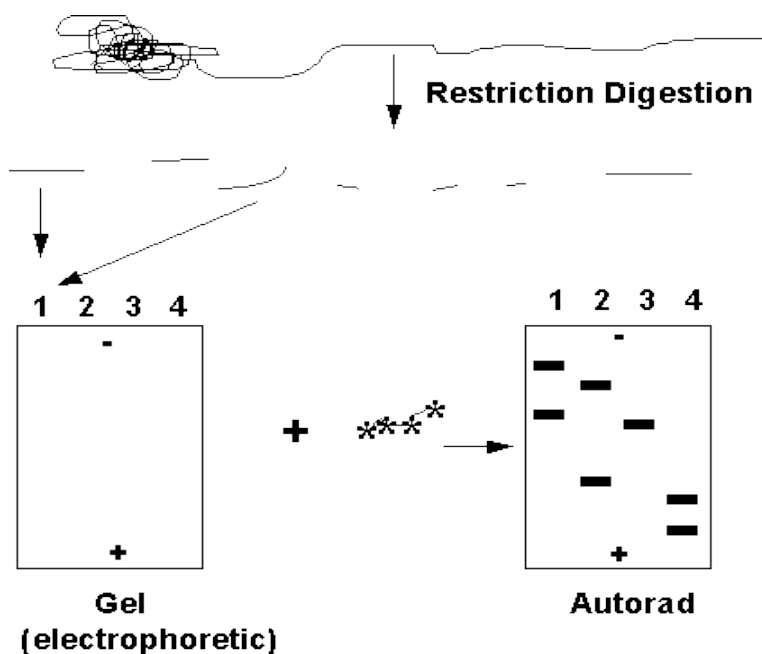 Restriction Digestion
1 2 3 4
-
+
Gel
(electrophoretic)
+
* * * *
1 2 3 4
-
+
Autorad